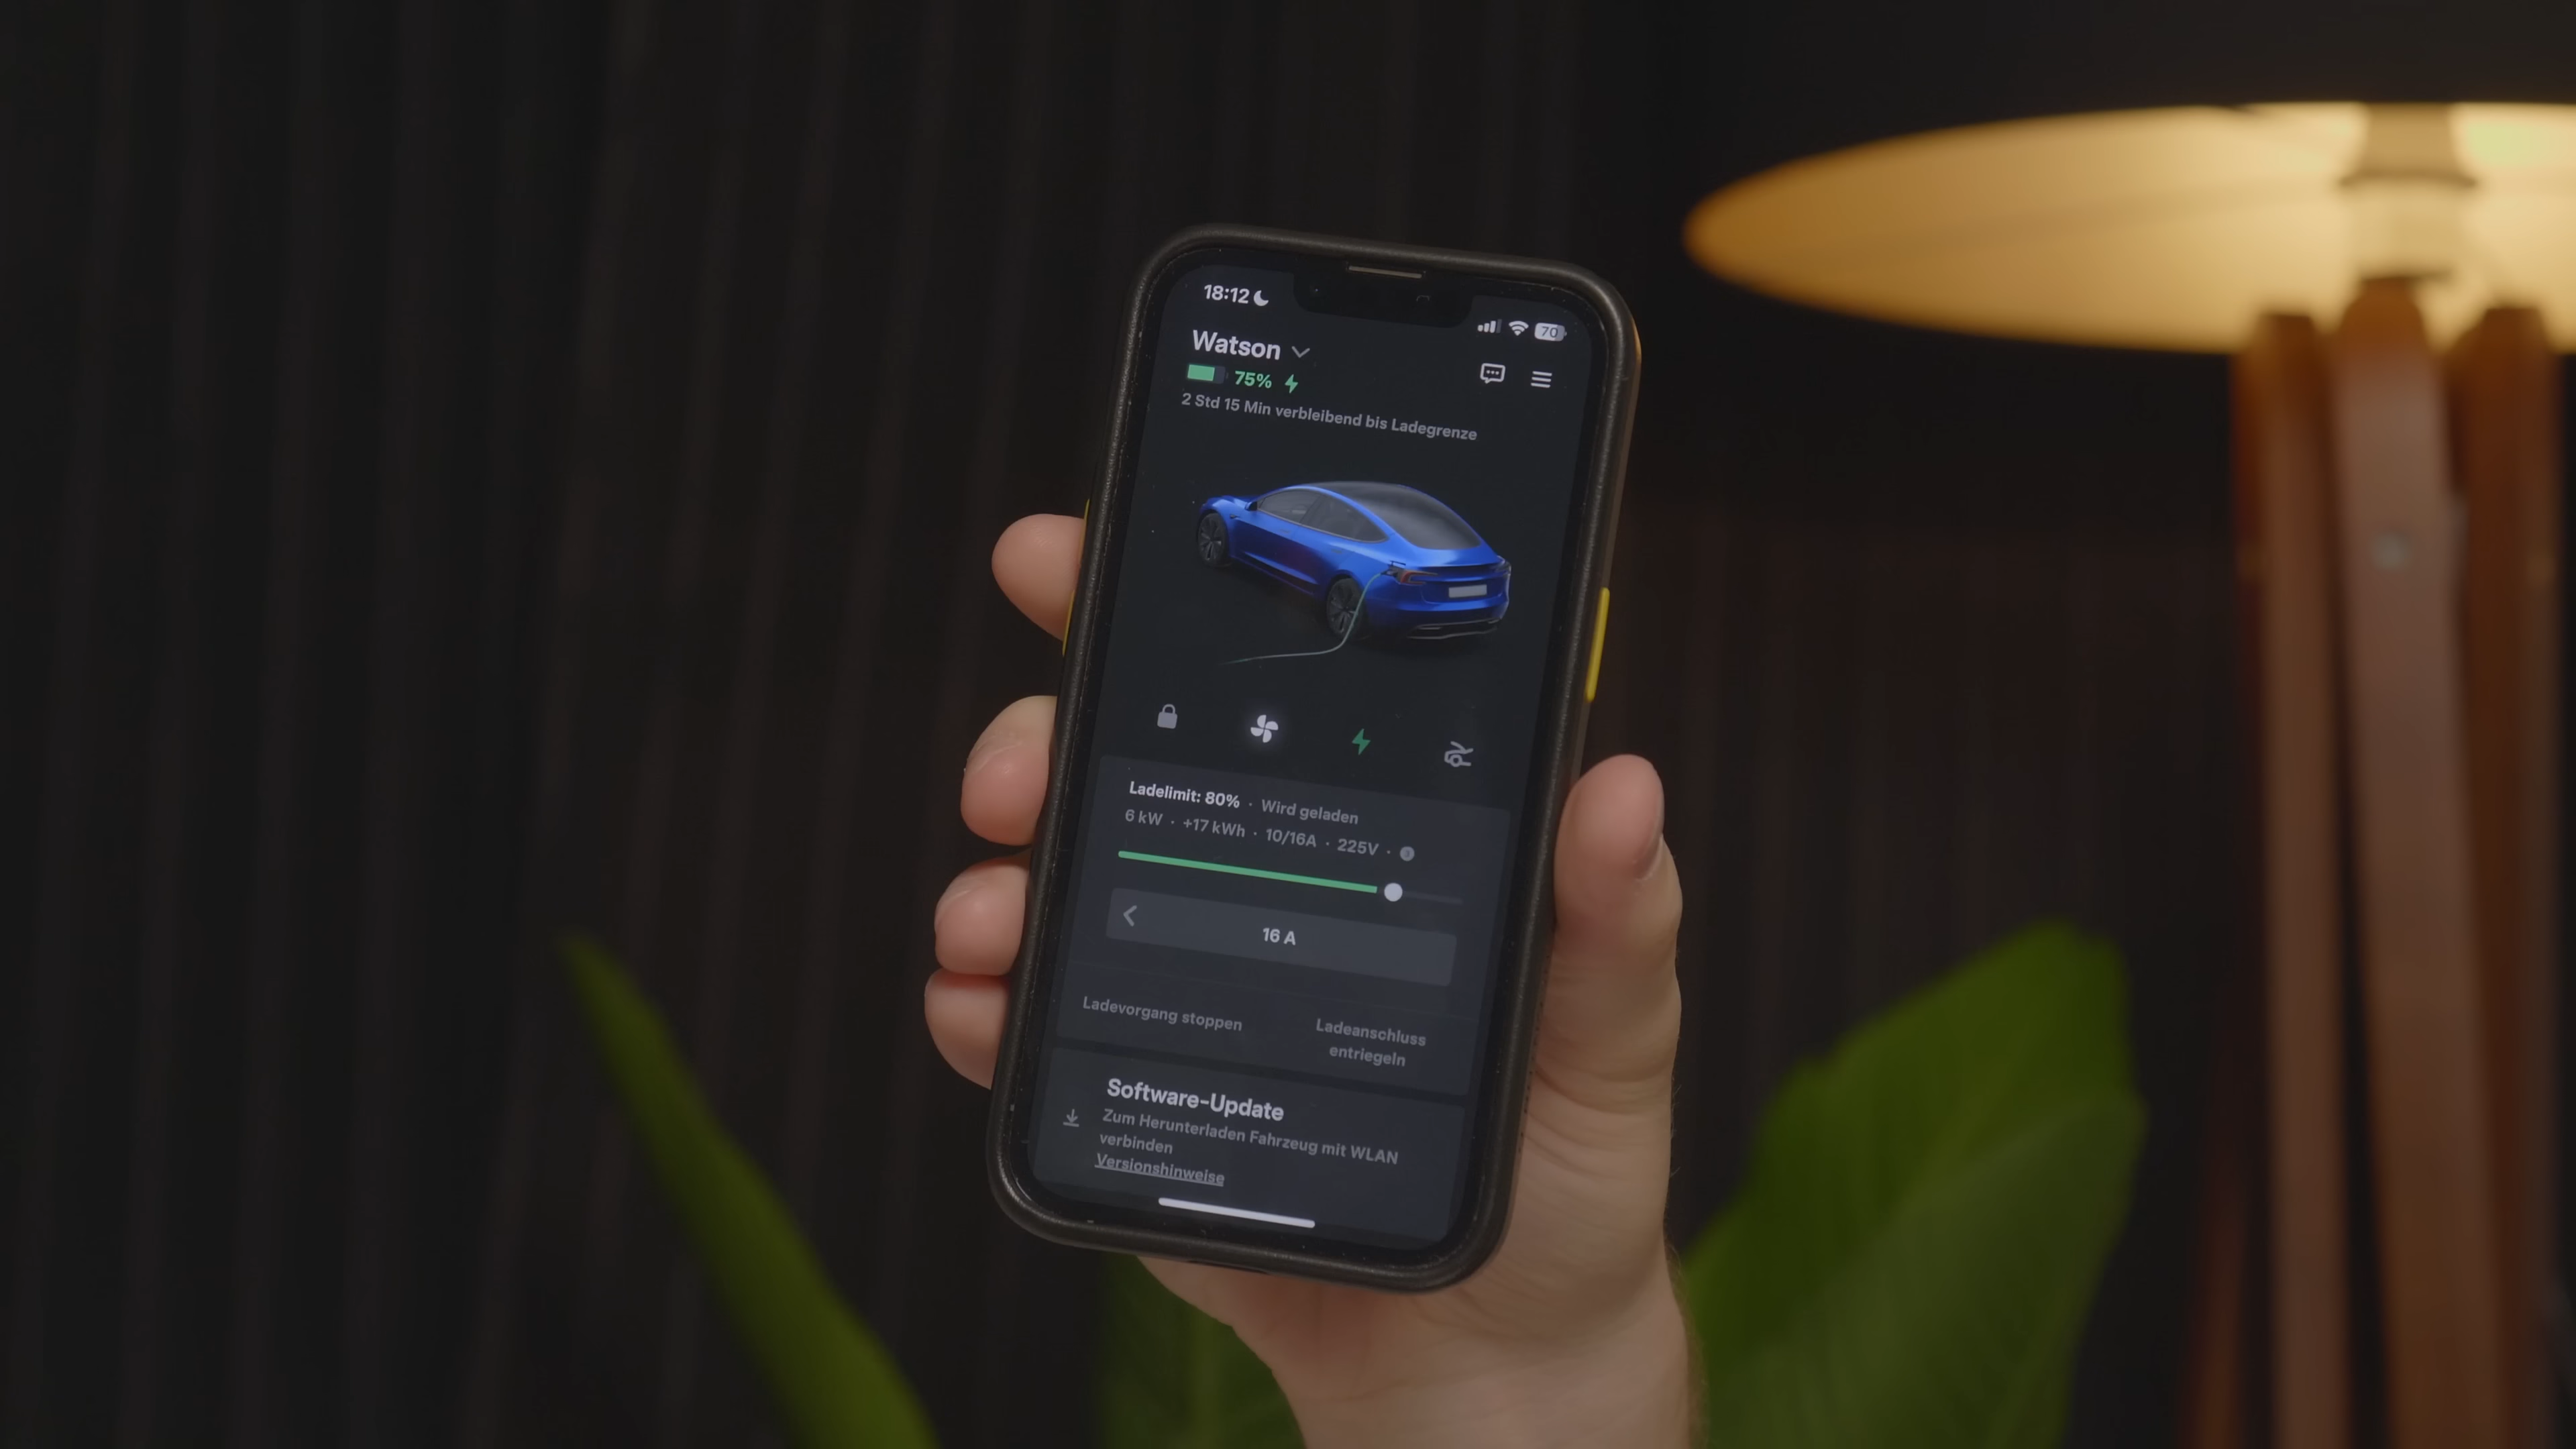 18:12
70
Watson
75%
2 Std 15 Min verbleibend bis Ladegrenze
Ladelimit: 80% · Wird geladen
6 kW · +17 kWh · 10/16A · 225V ·
16 A
Ladevorgang stoppen
Ladeanschluss
entriegeln
Software-Update
Zum Herunterladen Fahrzeug mit WLAN
verbinden
Versionshinweise